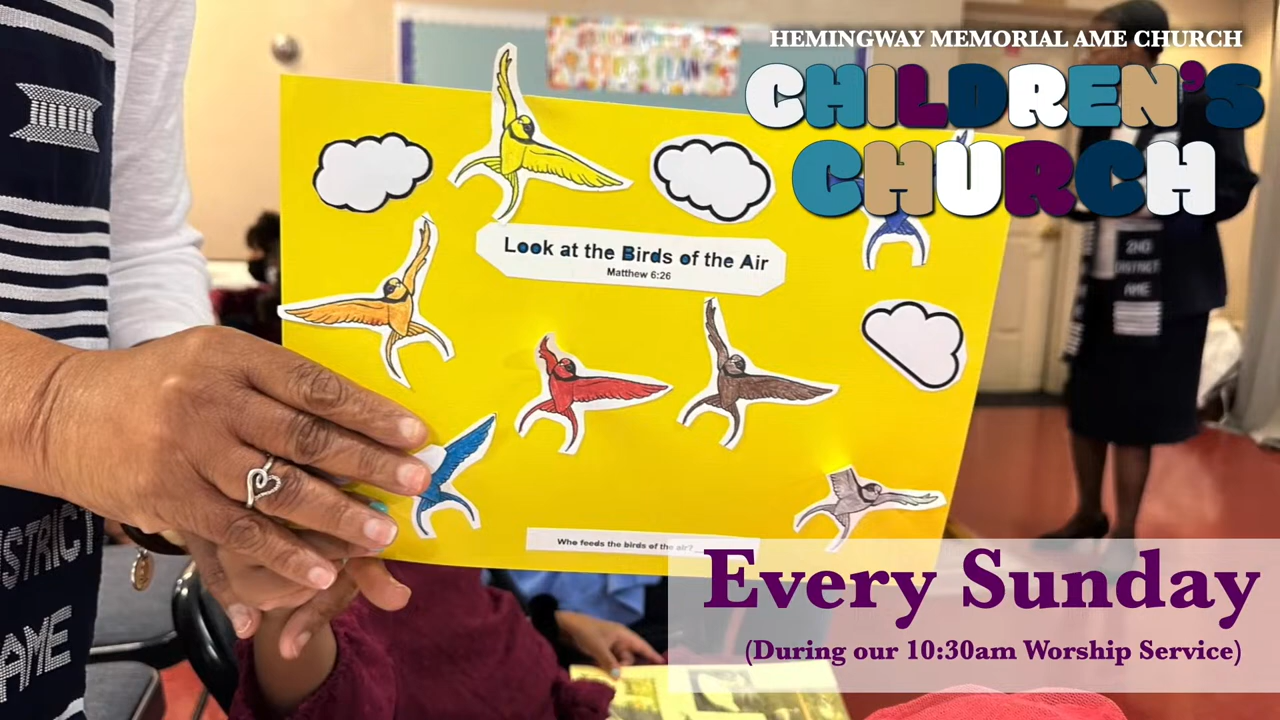 HEMINGWAY MEMORIAL AME CHURCH
CHILDREN'S
CHURCH
Look at the Birds of the Air
Matthew 6:26
2ND
DISTRICT
AME
Who feeds the birds of the air?
STRICT
AME
Every Sunday
(During our 10:30am Worship Service)